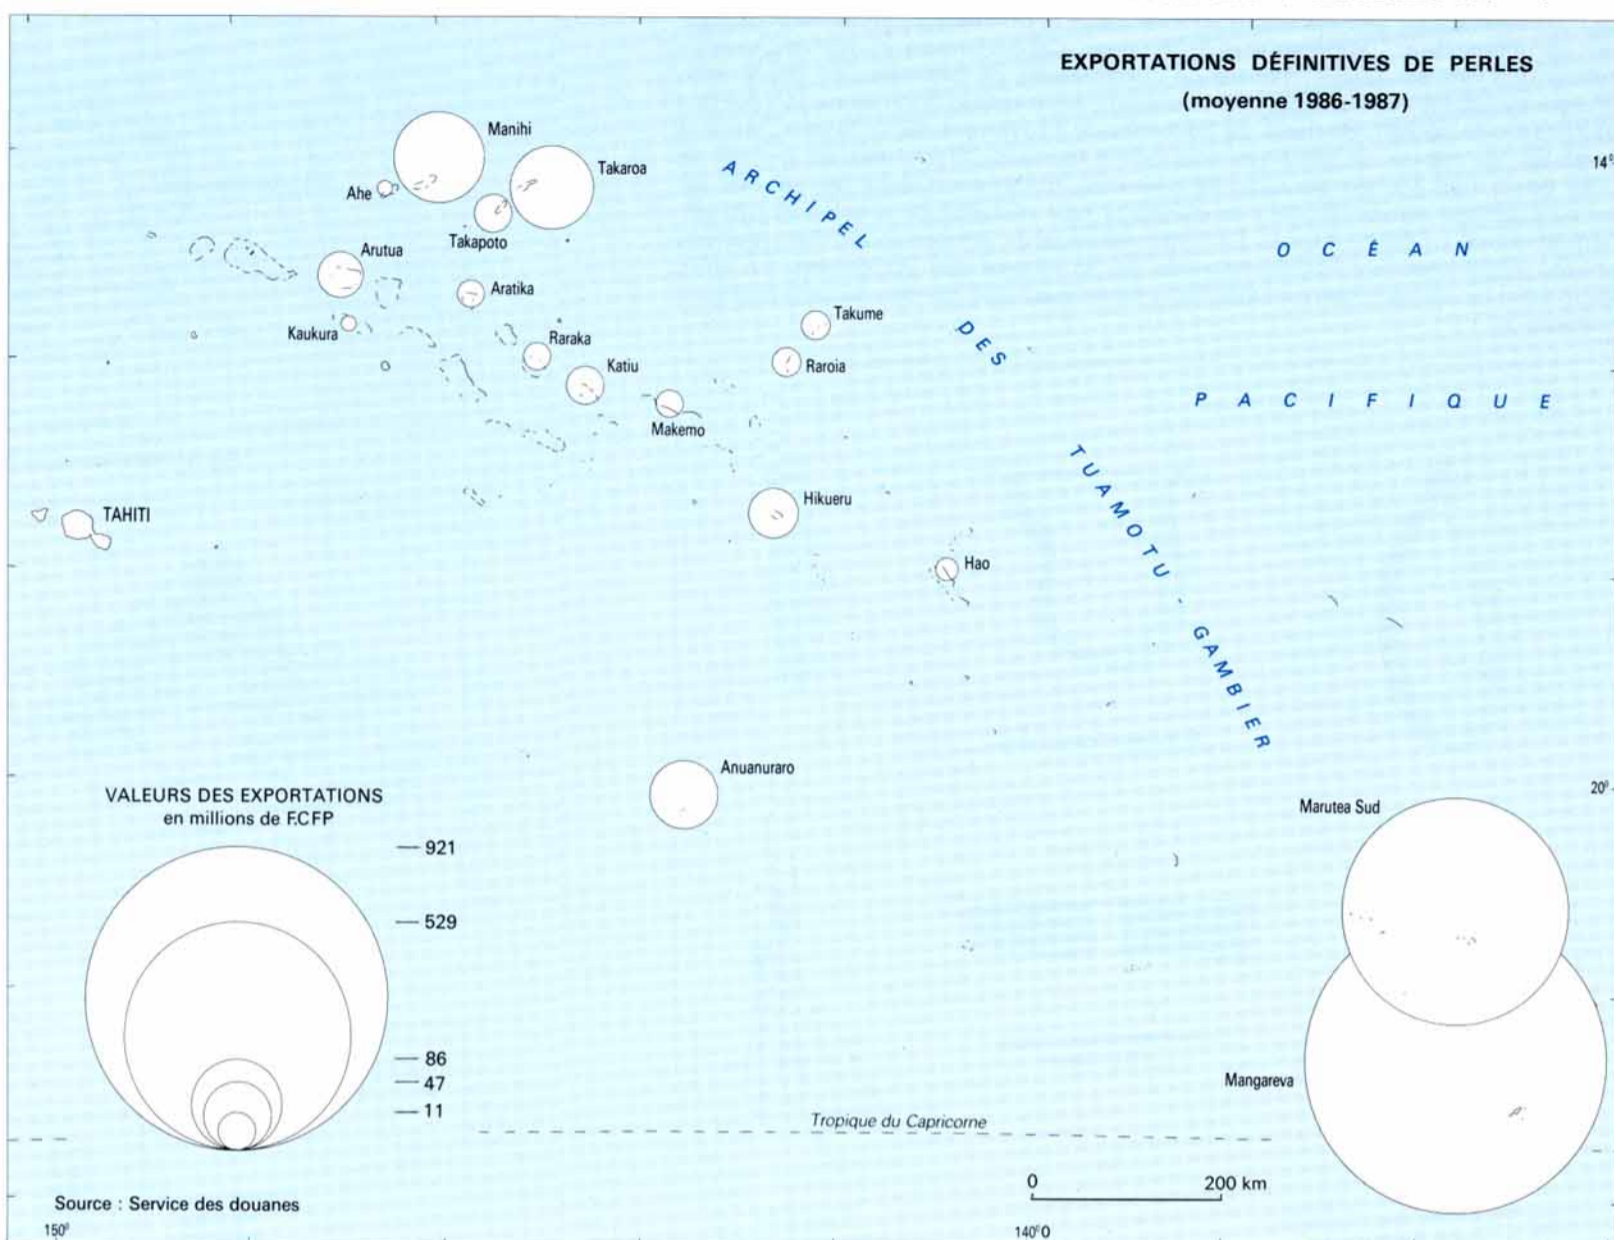 EXPORTATIONS DÉFINITIVES DE PERLES
(moyenne 1986-1987)
Manihi
Takaroa
Ahe
Takapoto
Arutua
Aratika
Kaukura
Raraka
Katiu
Makemo
Takume
Raroia
Hikueru
Hao
TAHITI
ARCHIPEL
DES
TUAMOTU - GAMBIER
OCÉAN
PACIFIQUE
14°
20°
Anuanuraro
Marutea Sud
Mangareva
VALEURS DES EXPORTATIONS
en millions de F.CFP
921
529
86
47
11
Tropique du Capricorne
0 200 km
Source : Service des douanes
150°
140° O